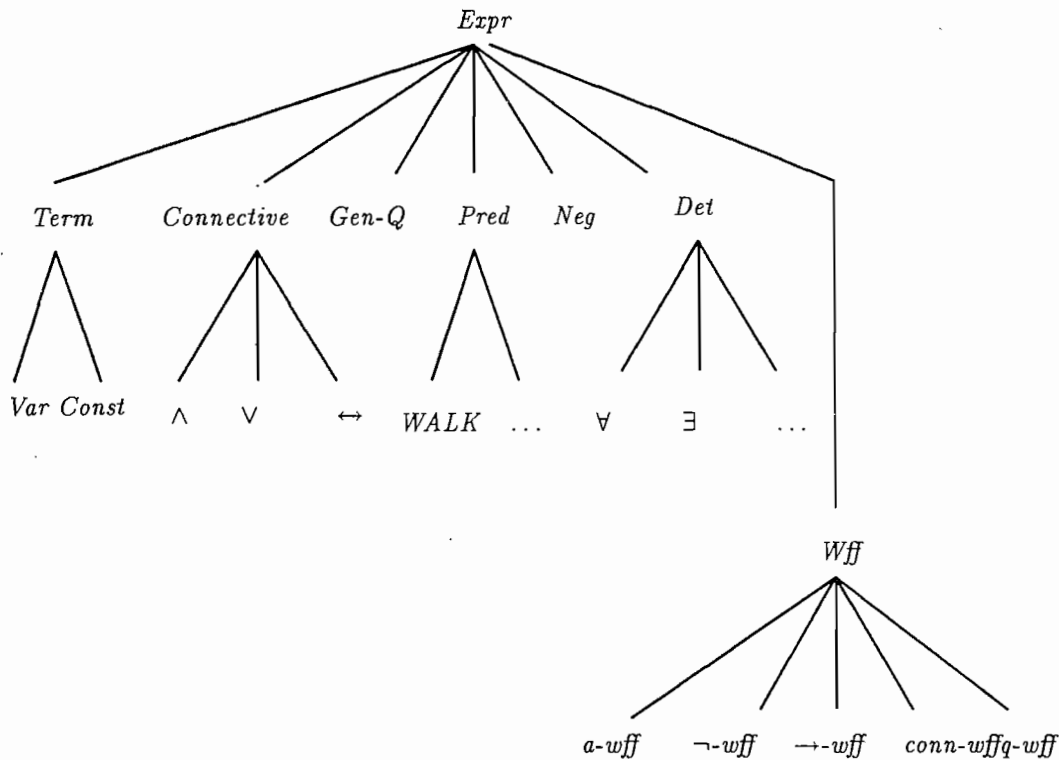 Expr
Term Connective Gen-Q Pred Neg Det
Var Const ∧ ∨ ↔ WALK ... ∀ ∃ ...
Wff
a-wff ¬-wff →-wff conn-wffq-wff